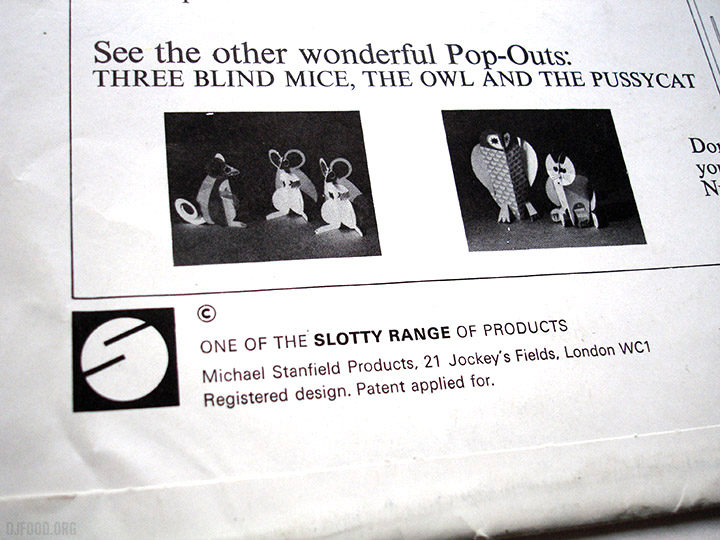 See the other wonderful Pop-Outs:
THREE BLIND MICE, THE OWL AND THE PUSSYCAT
©
ONE OF THE SLOTTY RANGE OF PRODUCTS
Michael Stanfield Products, 21 Jockey's Fields, London WC1
Registered design. Patent applied for.
DJFOOD.ORG